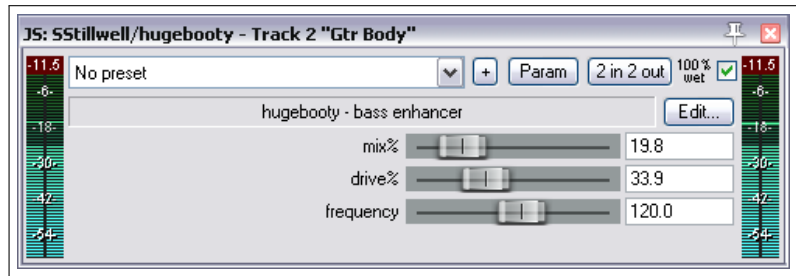 JS: SStillwell/hugebooty - Track 2 "Gtr Body"
-11.5 No preset + Param 2 in 2 out 100% wet -11.5
-6- -6-
hugebooty - bass enhancer Edit...
-18- -18-
mix% 19.8
-30- -30-
drive% 33.9
-42- -42-
frequency 120.0
-54- -54-